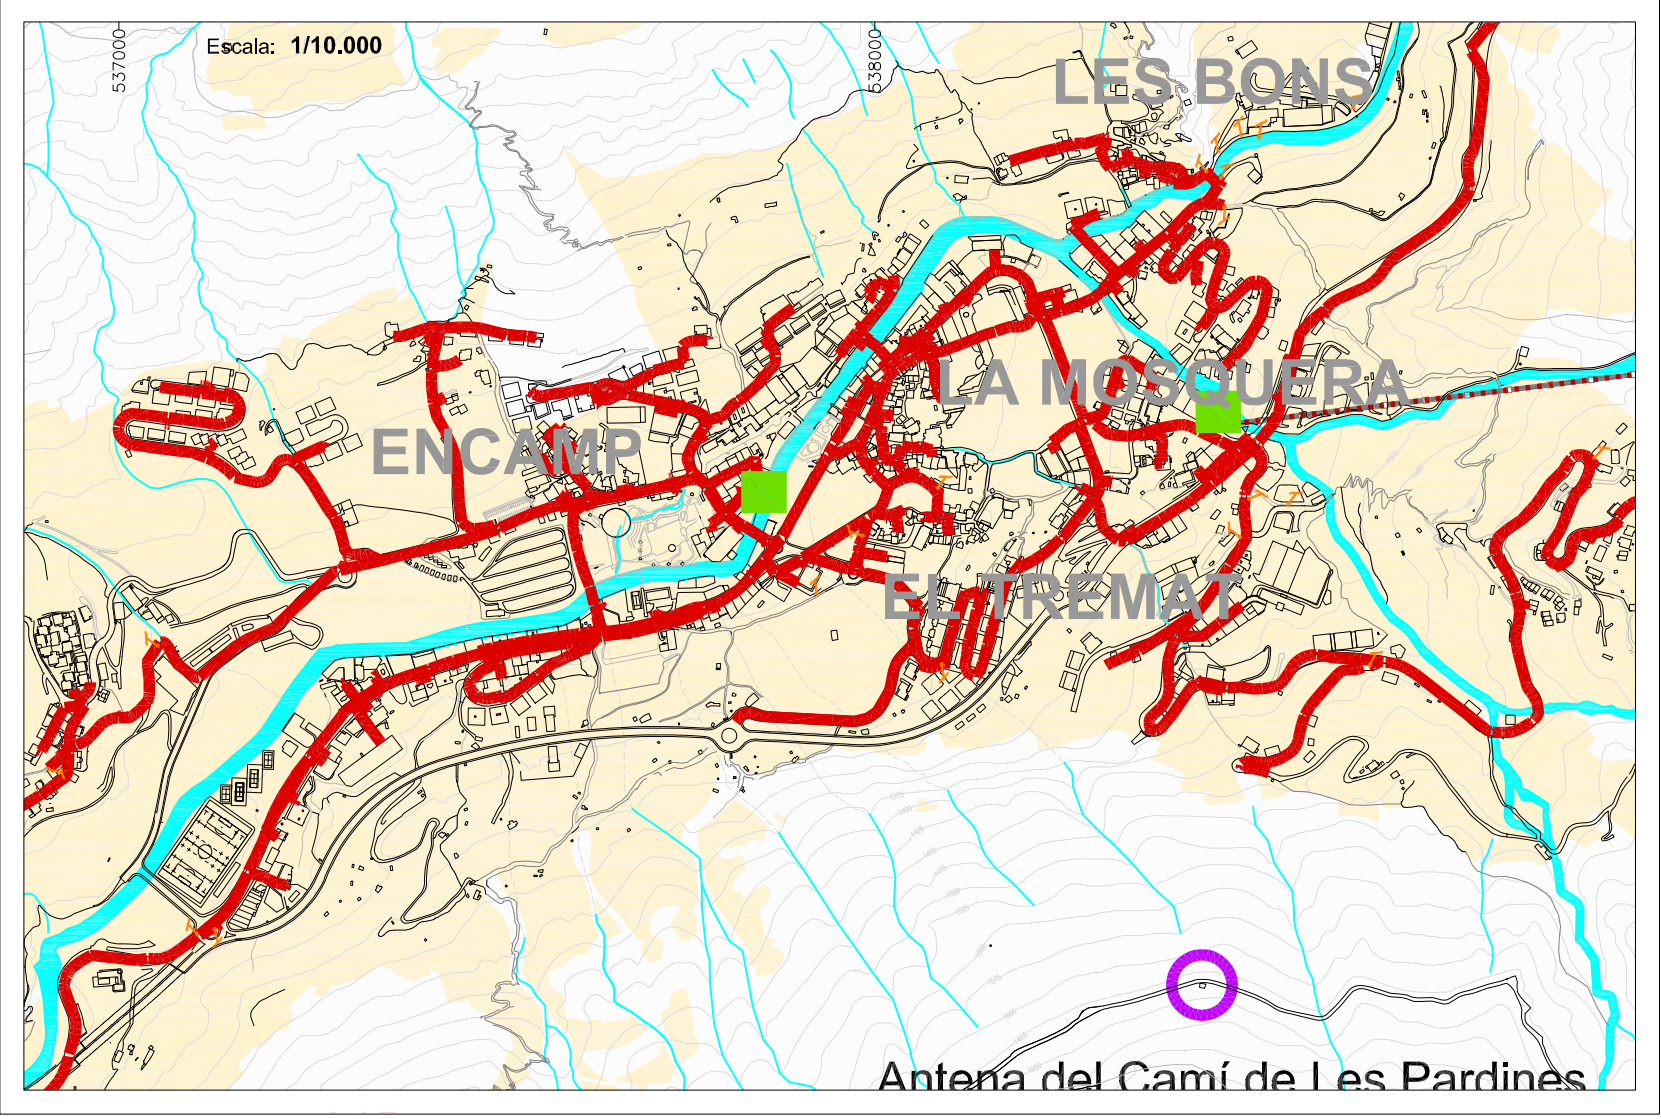 Escala: 1/10.000
537000
538000
LES BONS
LA MOSQUERA
ENCAMP
EL TREMAT
Antena del Camí de Les Pardines